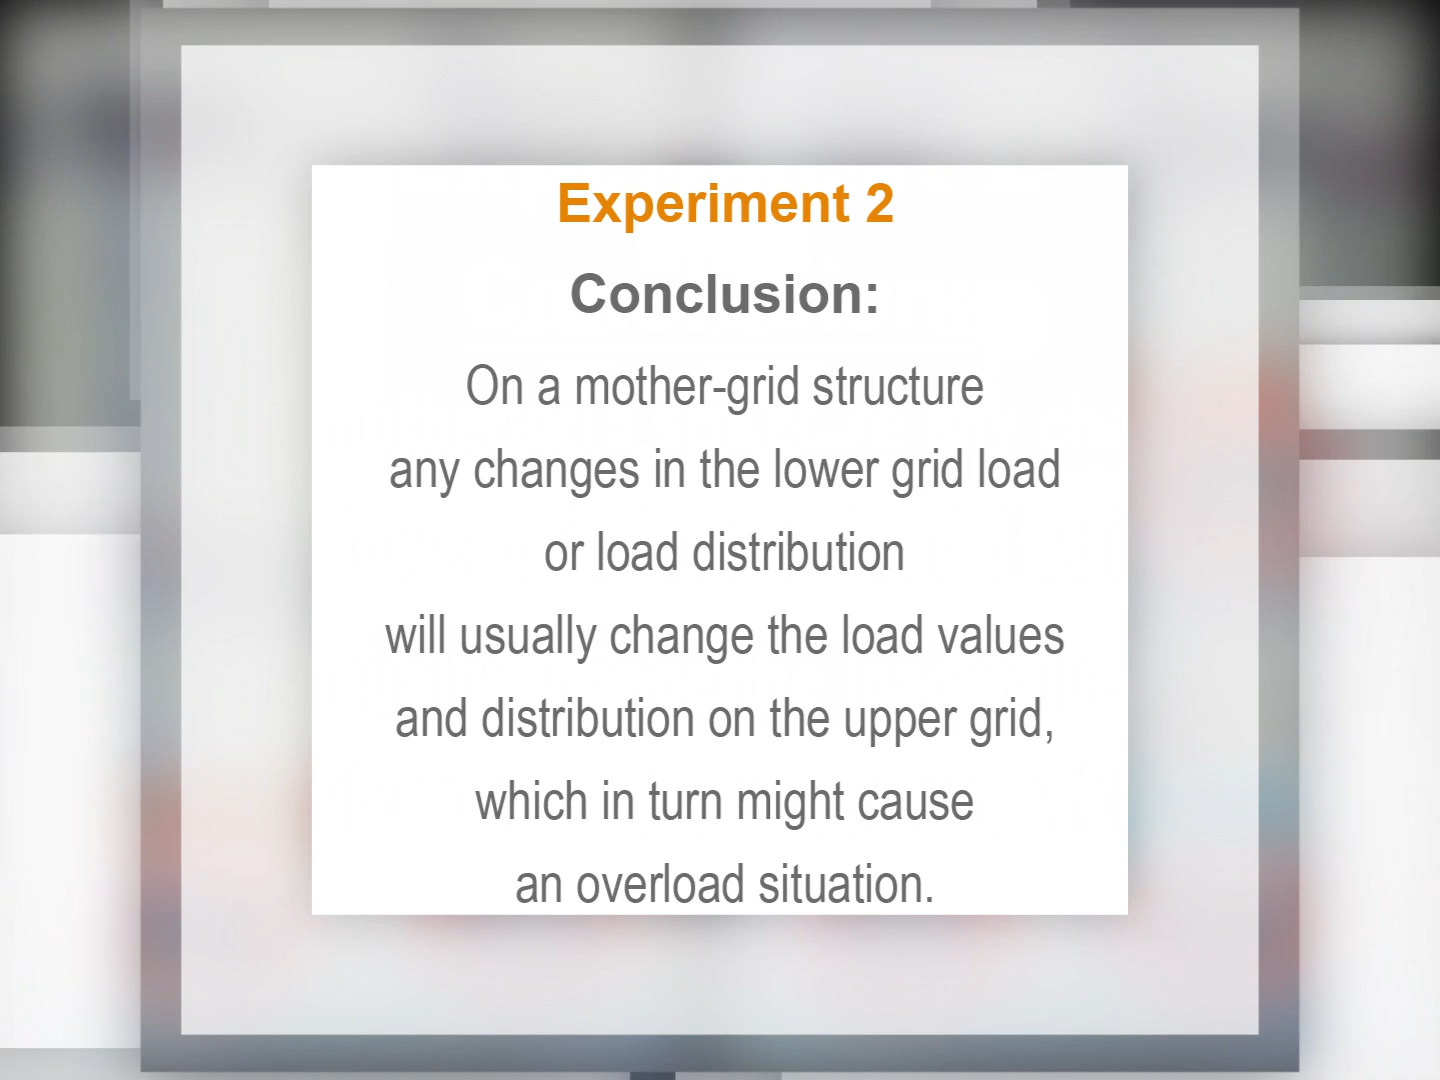 Experiment 2
Conclusion:
On a mother-grid structure
any changes in the lower grid load
or load distribution
will usually change the load values
and distribution on the upper grid,
which in turn might cause
an overload situation.